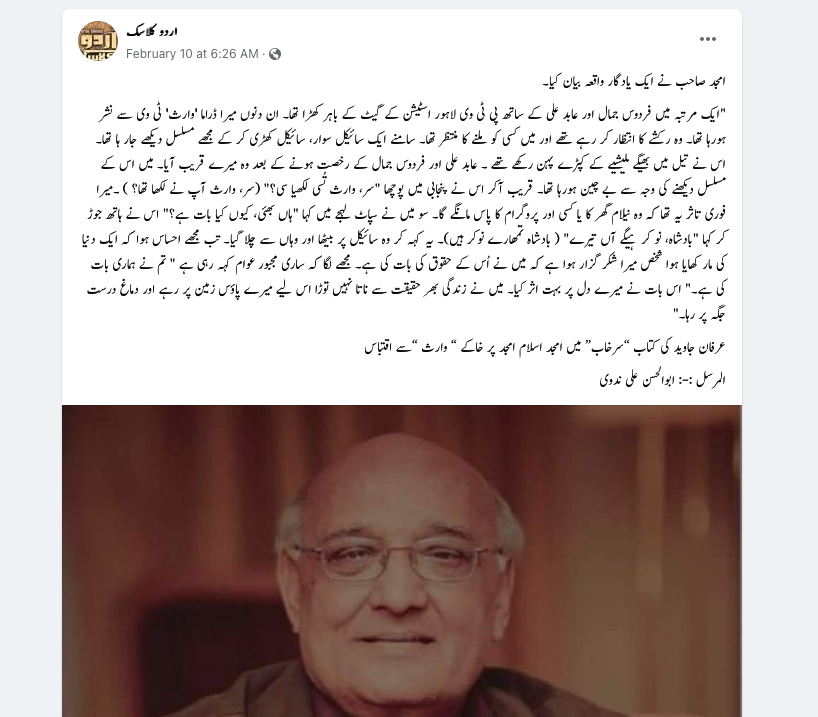 اردو کلاسک
February 10 at 6:26 AM ·
امجد صاحب نے ایک یادگار واقعہ بیان کیا۔
"ایک مرتبہ میں فردوس جمال اور عابد علی کے ساتھ پی ٹی وی لاہور اسٹیشن کے گیٹ کے باہر کھڑا تھا۔ ان دنوں میرا ڈراما 'وارث' ٹی وی سے نشر
ہورہا تھا۔ وہ رکشے کا انتظار کر رہے تھے اور میں کسی کو ملنے کا منتظر تھا۔ سامنے ایک سائیکل سوار، سائیکل کھڑی کر کے مجھے مسلسل دیکھے جار ہا تھا۔
اس نے تیل میں بھیگے ملیشیے کے کپڑے پہن رکھے تھے ۔ عابد علی اور فردوس جمال کے رخصت ہونے کے بعد وہ میرے قریب آیا۔ میں اس کے
مسلسل دیکھنے کی وجہ سے بے چین ہورہا تھا۔ قریب آکر اس نے پنجابی میں پوچھا "سر، وارث تُسی لکھیا سی؟" (سر، وارث آپ نے لکھا تھا؟ ) ۔میرا
فوری تاثر یہ تھا کہ وہ نیلام گھر کا یا کسی اور پروگرام کا پاس مانگے گا۔ سو میں نے سپاٹ لہجے میں کہا "ہاں بھئی، کیوں کیا بات ہے؟" اس نے ہاتھ جوڑ
کر کہا "بادشاہ، نوکر ہیگے آں تیرے" ( بادشاہ تمھارے نوکر ہیں)۔ یہ کہہ کر وہ سائیکل پر بیٹھا اور وہاں سے چلا گیا۔ تب مجھے احساس ہوا کہ ایک دنیا
کی مار کھایا ہوا شخص میرا شکر گزار ہوا ہے کہ میں نے اُس کے حقوق کی بات کی ہے۔ مجھے لگا کہ ساری مجبور عوام کہہ رہی ہے " تم نے ہماری بات
کی ہے۔" اس بات نے میرے دل پر بہت اثر کیا۔ میں نے زندگی بھر حقیقت سے ناتا نہیں توڑا اس لیے میرے پاؤں زمین پر رہے اور دماغ درست
جگہ پر رہا۔"
عرفان جاوید کی کتاب “سرخاب” میں امجد اسلام امجد پر خاکے “ وارث “سے اقتباس
المرسل :-: ابوالحسن علی ندوی